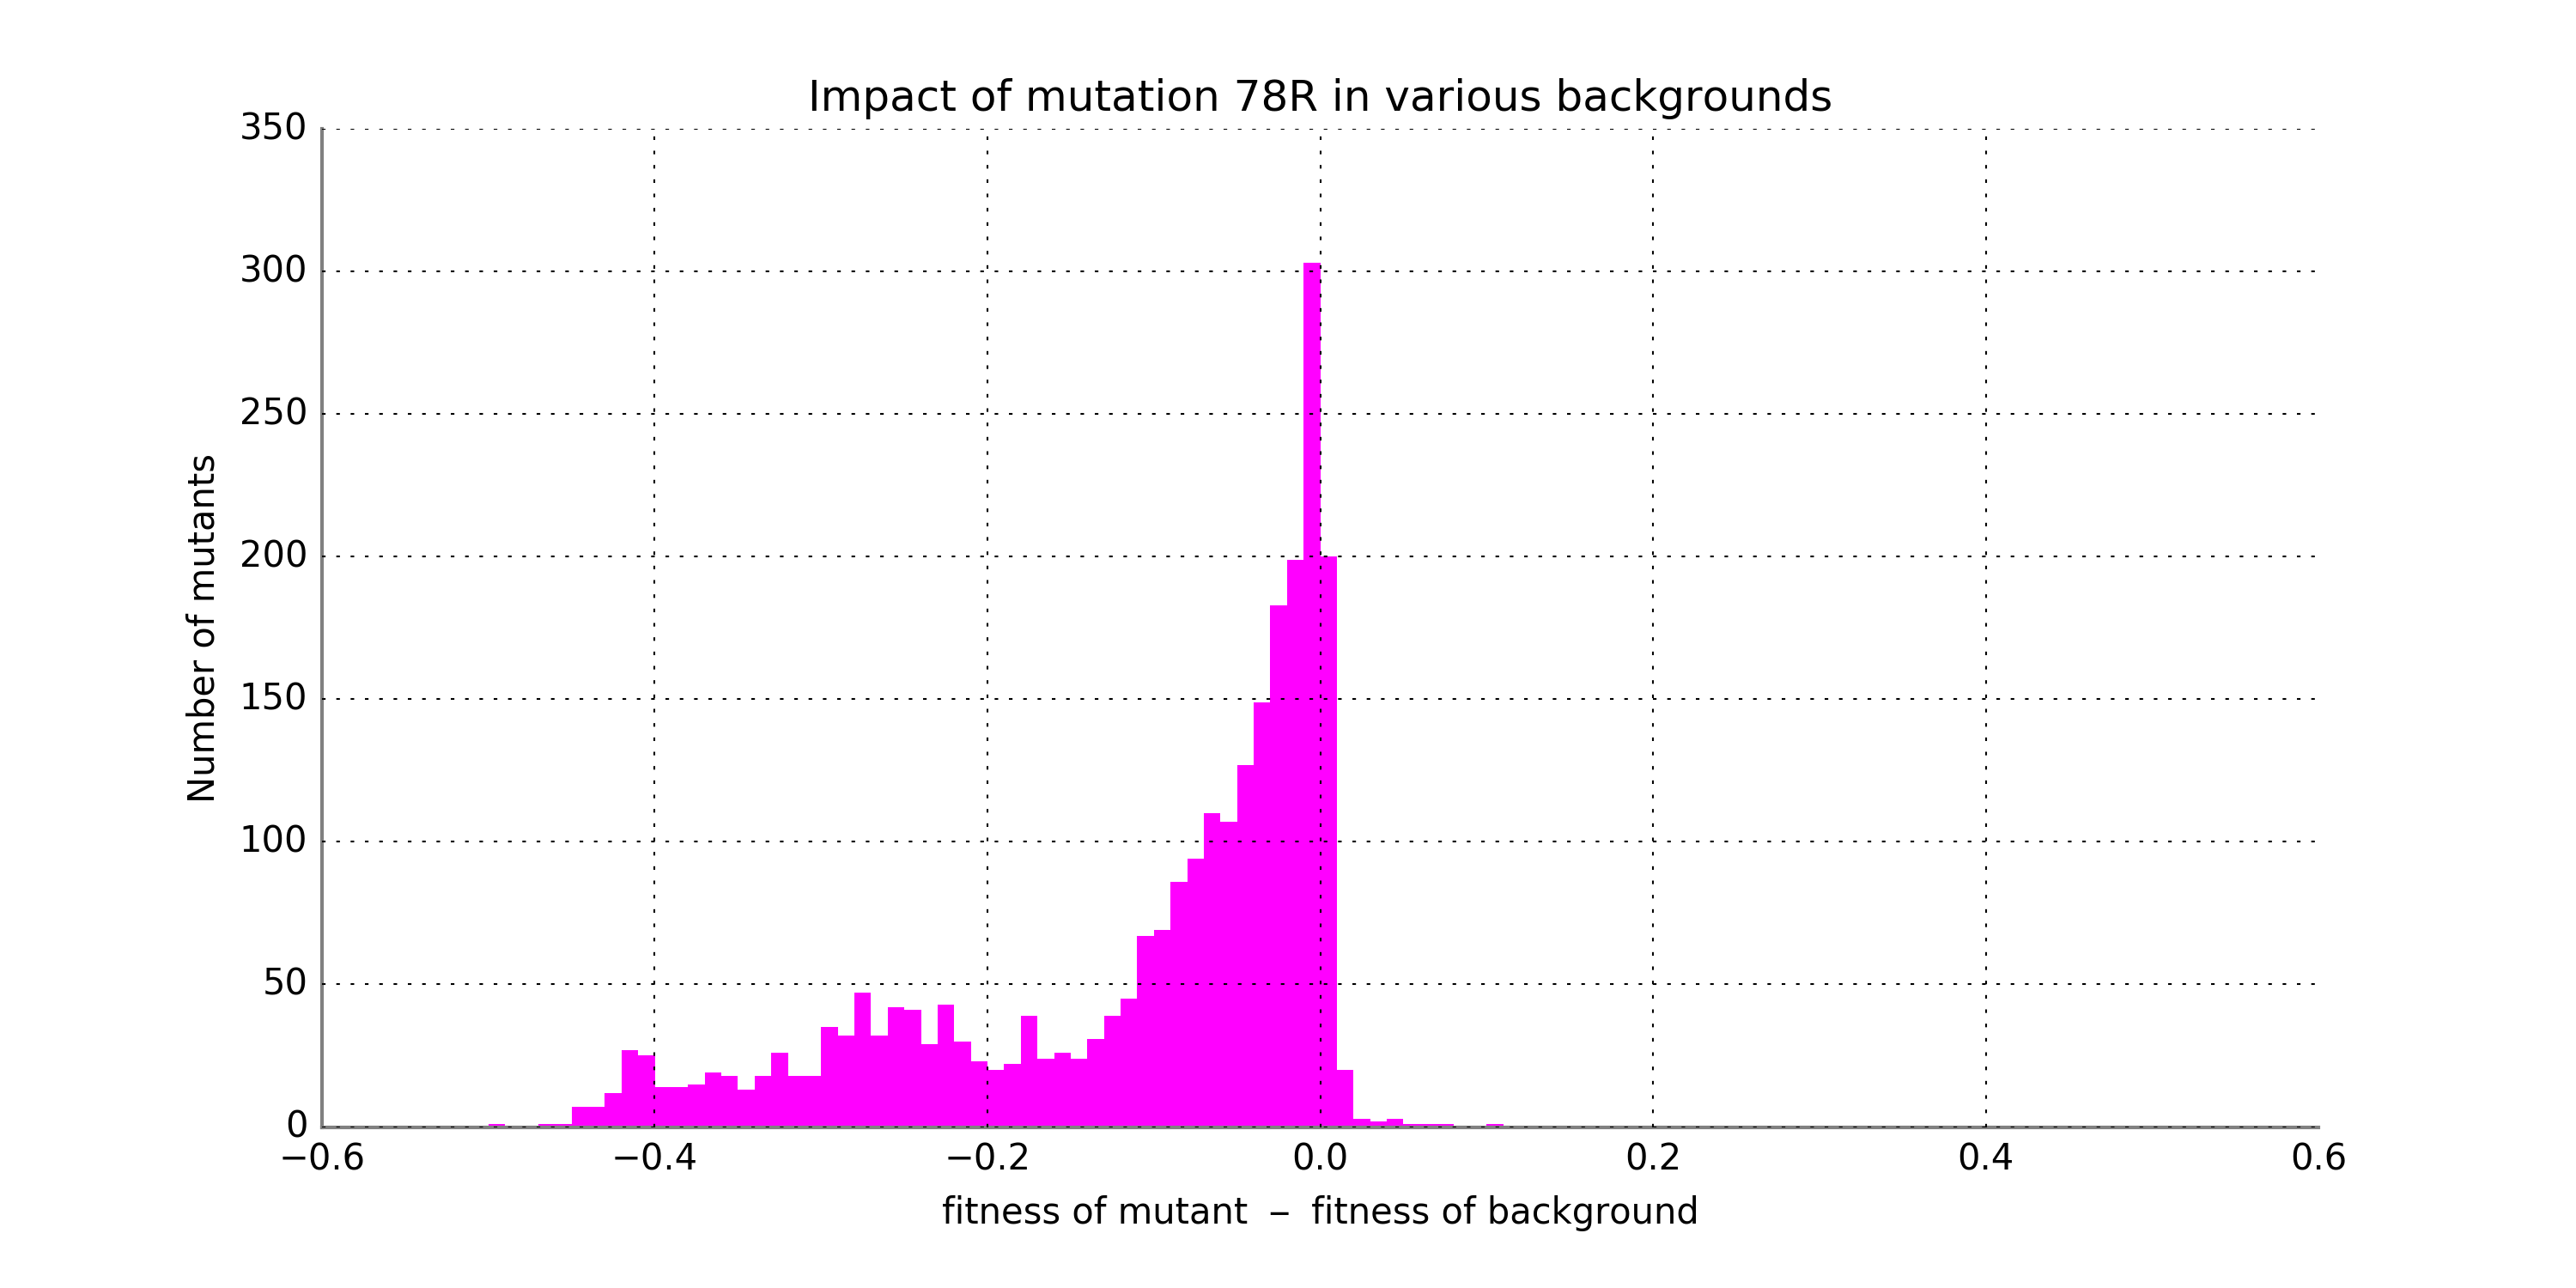 Impact of mutation 78R in various backgrounds
350
300
250
200
150
100
50
0
Number of mutants
−0.6 −0.4 −0.2 0.0 0.2 0.4 0.6
fitness of mutant − fitness of background